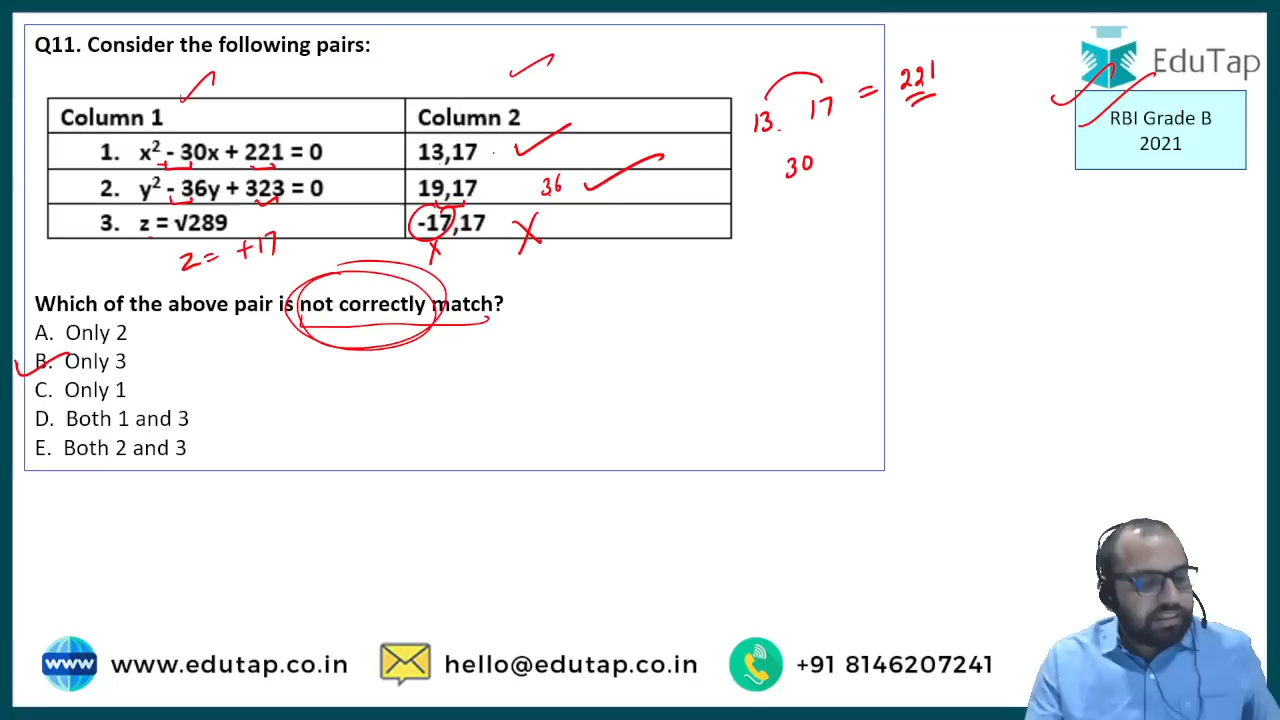 Q11. Consider the following pairs:
EduTap
RBI Grade B
2021
13, 17 = 221
30
Column 1 Column 2
1. x² - 30x + 221 = 0 13,17
2. y² - 36y + 323 = 0 19,17 36
3. z = √289 -17,17 X
z = +17 x
Which of the above pair is not correctly match?
A. Only 2
B. Only 3
C. Only 1
D. Both 1 and 3
E. Both 2 and 3
www www.edutap.co.in hello@edutap.co.in +91 8146207241